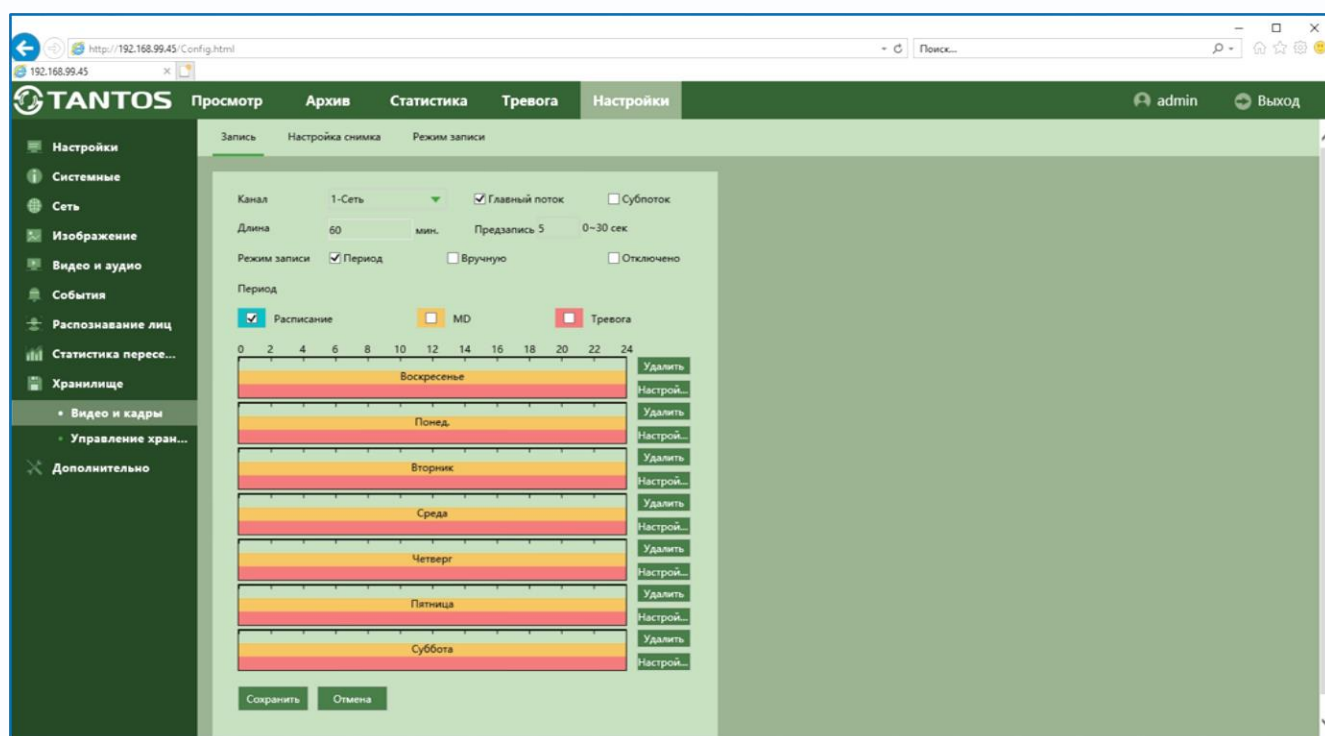 http://192.168.99.45/Config.html
Поиск...
192.168.99.45
TANTOS Просмотр Архив Статистика Тревога Настройки admin Выход
Запись Настройка снимка Режим записи
Настройки
Системные
Сеть
Изображение
Видео и аудио
События
Распознавание лиц
Статистика пересе...
Хранилище
Видео и кадры
Управление хран...
Дополнительно
Канал 1-Сеть Главный поток Субпоток
Длина 60 мин. Предзапись 5 0~30 сек
Режим записи Период Вручную Отключено
Период
Расписание MD Тревога
0 2 4 6 8 10 12 14 16 18 20 22 24
Удалить
Воскресенье
Настрой...
Удалить
Понед.
Настрой...
Удалить
Вторник
Настрой...
Удалить
Среда
Настрой...
Удалить
Четверг
Настрой...
Удалить
Пятница
Настрой...
Удалить
Суббота
Настрой...
Сохранить Отмена